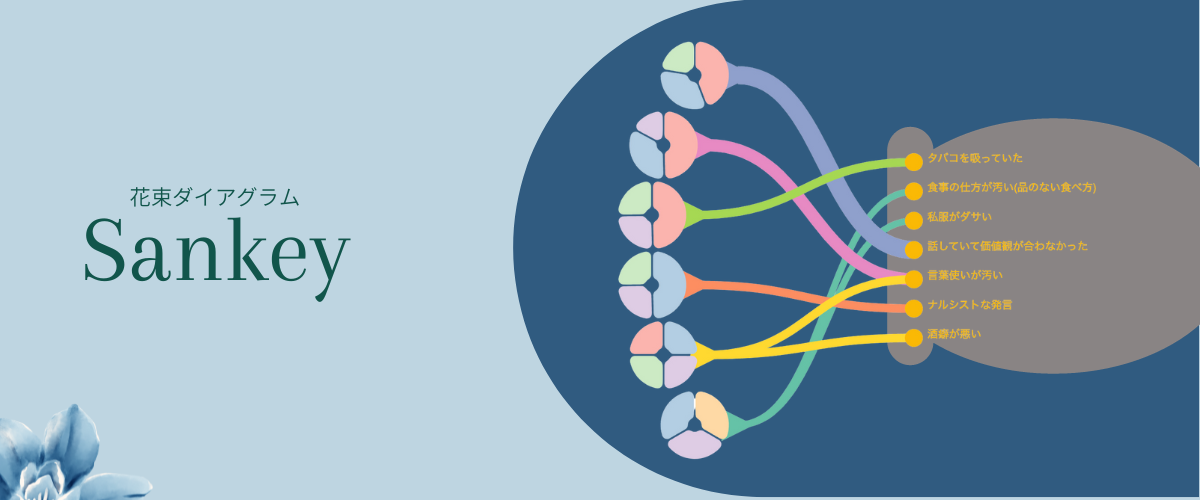 花束ダイアグラム
Sankey
タバコを吸っていた
食事の仕方が汚い(品のない食べ方)
私服がダサい
話していて価値観が合わなかった
言葉使いが汚い
ナルシストな発言
酒癖が悪い